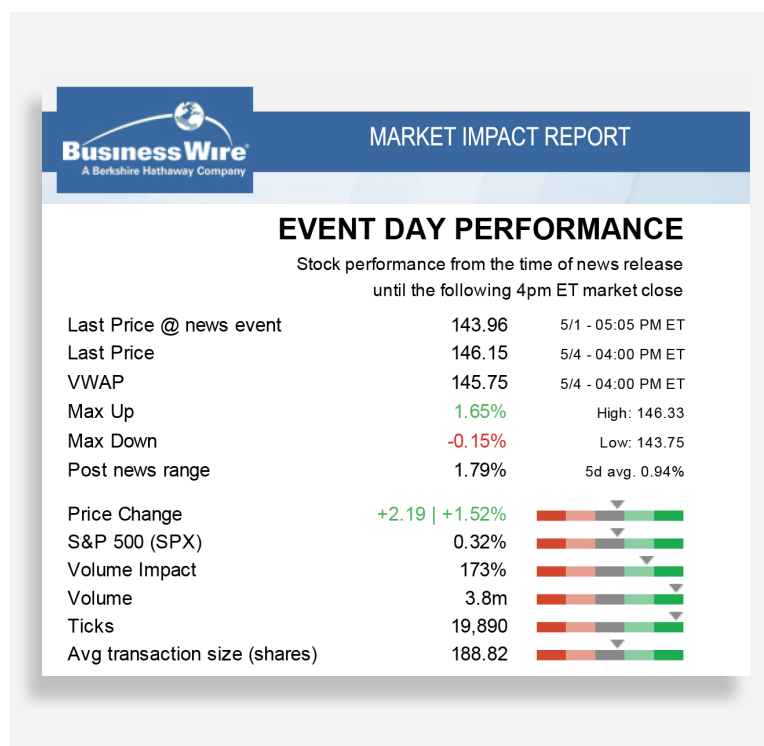 BUSINESS WIRE
A Berkshire Hathaway Company
MARKET IMPACT REPORT
EVENT DAY PERFORMANCE
Stock performance from the time of news release
until the following 4pm ET market close
Last Price @ news event 143.96 5/1 - 05:05 PM ET
Last Price 146.15 5/4 - 04:00 PM ET
VWAP 145.75 5/4 - 04:00 PM ET
Max Up 1.65% High: 146.33
Max Down -0.15% Low: 143.75
Post news range 1.79% 5d avg. 0.94%
Price Change +2.19 | +1.52%
S&P 500 (SPX) 0.32%
Volume Impact 173%
Volume 3.8m
Ticks 19,890
Avg transaction size (shares) 188.82